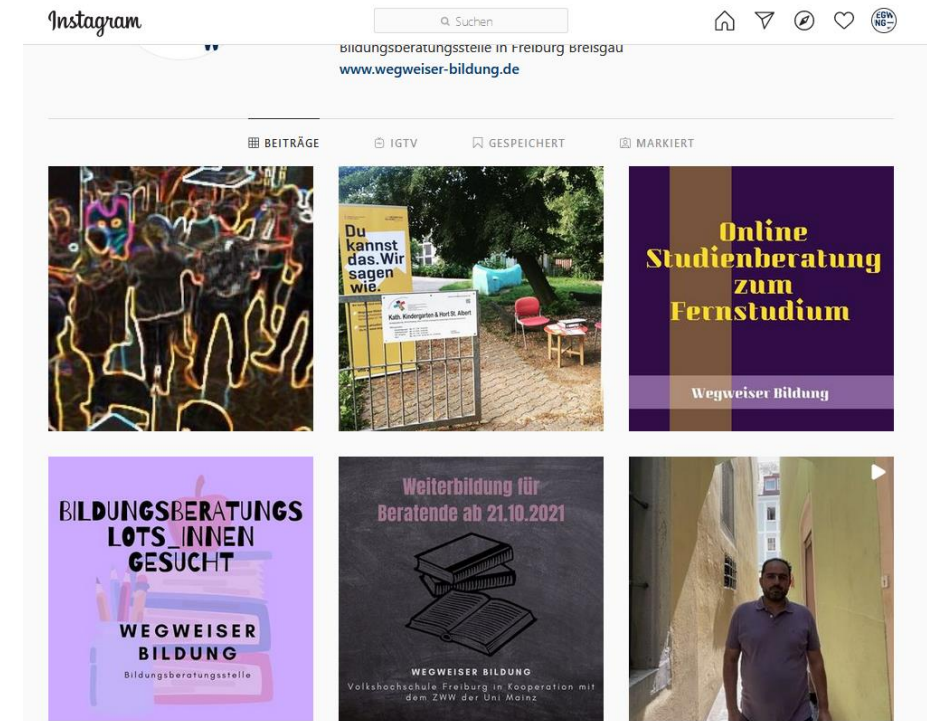 Instagram
Suchen
EGW
NG
Bildungsberatungsstelle in Freiburg Breisgau
www.wegweiser-bildung.de
BEITRÄGE
IGTV
GESPEICHERT
MARKIERT
Du
kannst
das. Wir
sagen
wie.
Kath. Kindergarten & Hort St. Albert
Online
Studienberatung
zum
Fernstudium
Wegweiser Bildung
BILDUNGSBERATUNGS
LOTS_INNEN
GESUCHT
WEGWEISER
BILDUNG
Bildungsberatungsstelle
Weiterbildung für
Beratende ab 21.10.2021
WEGWEISER BILDUNG
Volkshochschule Freiburg in Kooperation mit
dem ZWW der Uni Mainz